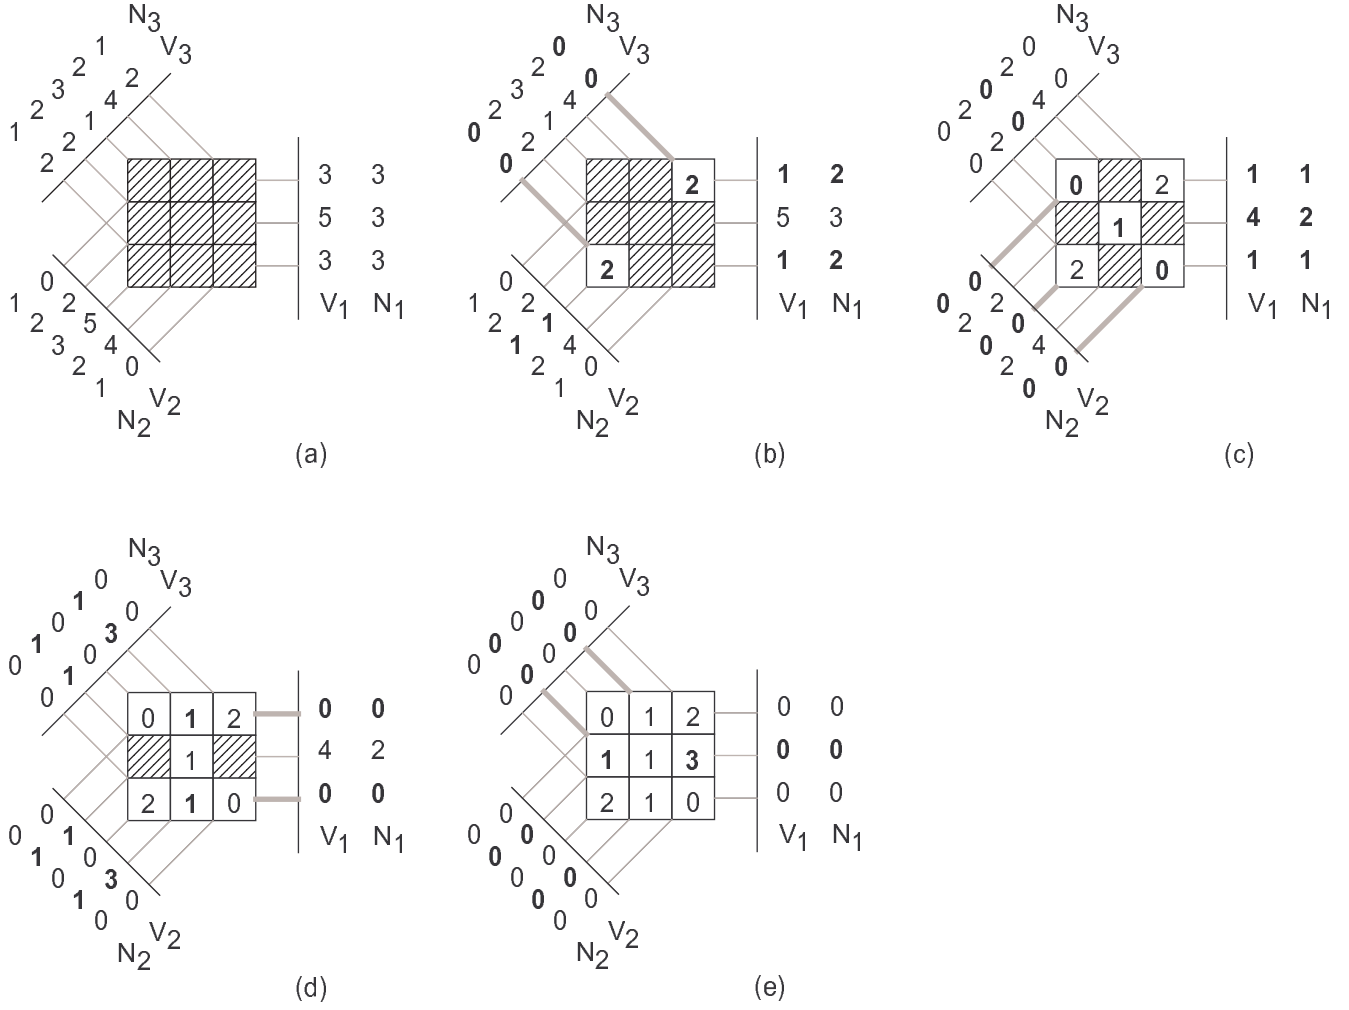 N3
1 2 3 2 1
V3
2 2 1 4 2
3 3
5 3
3 3
V1 N1
0 2 5 4 0
V2
1 2 3 2 1
N2
(a)
N3
0 2 3 2 0
V3
0 2 1 4 0
2
2
1 2
5 3
1 2
V1 N1
0 2 1 4 0
V2
1 2 1 2 1
N2
(b)
N3
0 2 0 2 0
V3
0 2 0 4 0
0 2
1
2 0
1 1
4 2
1 1
V1 N1
0 2 0 4 0
V2
0 2 0 2 0
N2
(c)
N3
0 1 0 1 0
V3
0 1 0 3 0
0 1 2
1
2 1 0
0 0
4 2
0 0
V1 N1
0 1 0 3 0
V2
0 1 0 1 0
N2
(d)
N3
0 0 0 0 0
V3
0 0 0 0 0
0 1 2
1 1 3
2 1 0
0 0
0 0
0 0
V1 N1
0 0 0 0 0
V2
0 0 0 0 0
N2
(e)